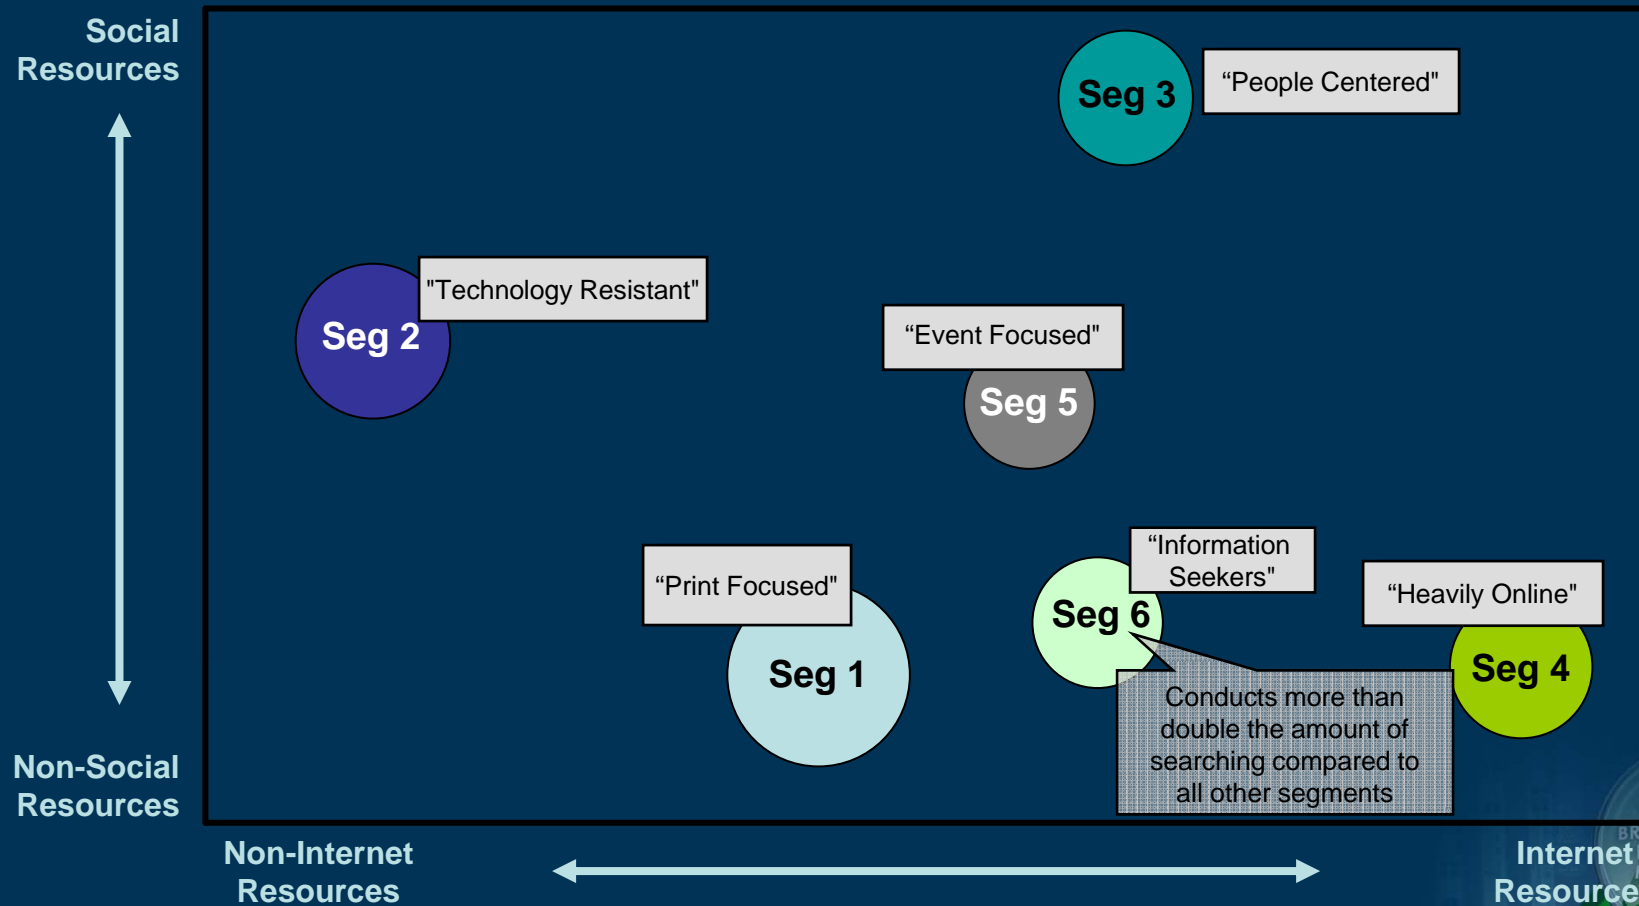 Social
Resources
Seg 3
“People Centered"
"Technology Resistant"
Seg 2
“Event Focused"
Seg 5
“Information
Seekers"
“Print Focused"
“Heavily Online"
Seg 6
Seg 1
Seg 4
Conducts more than
double the amount of
searching compared to
all other segments
Non-Social
Resources
Non-Internet
Resources
Internet
Resource
BR